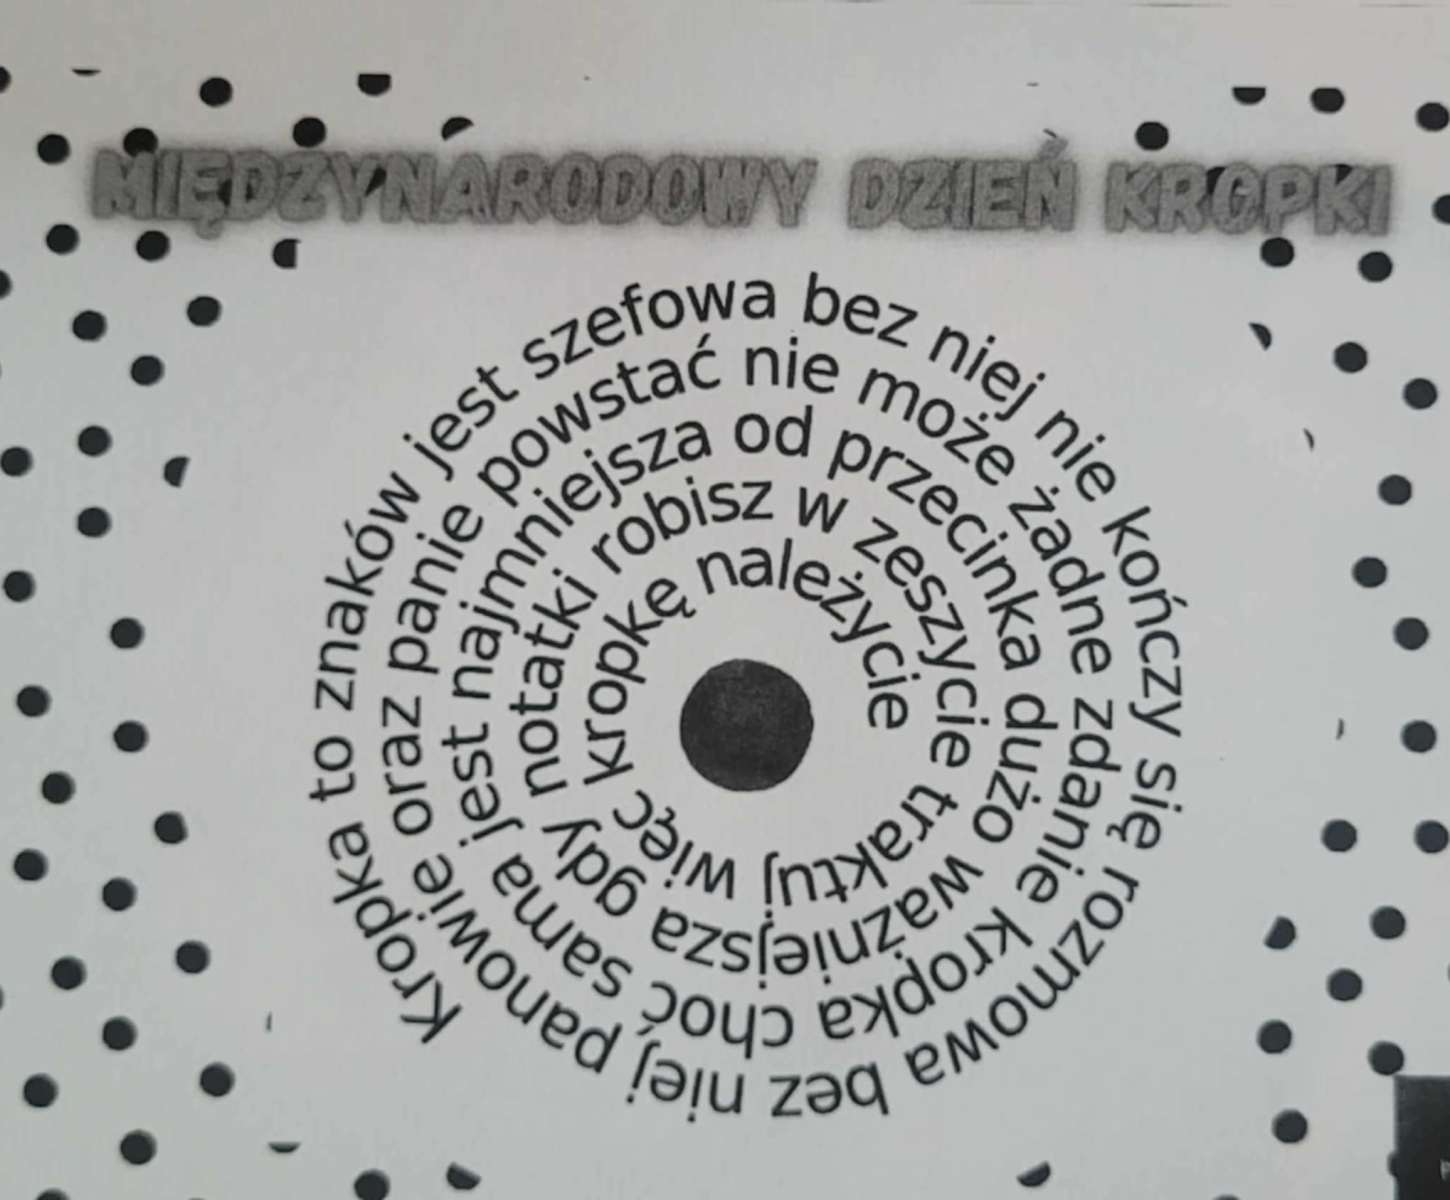 MIĘDZYNARODOWY DZIEŃ KROPKI
Kropka to znaków jest szefowa bez niej nie kończy się rozmowa bez niej panowie oraz panie powstać nie może żadne zdanie kropka choć sama jest najmniejsza od przecinka dużo ważniejsza gdy notatki robisz w zeszycie traktuj więc kropkę należycie